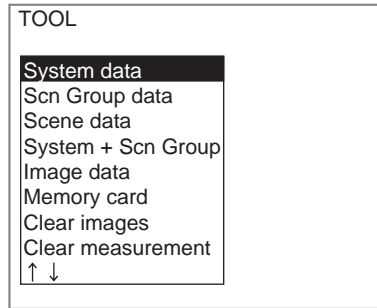 TOOL
System data
Scn Group data
Scene data
System + Scn Group
Image data
Memory card
Clear images
Clear measurement
↑ ↓